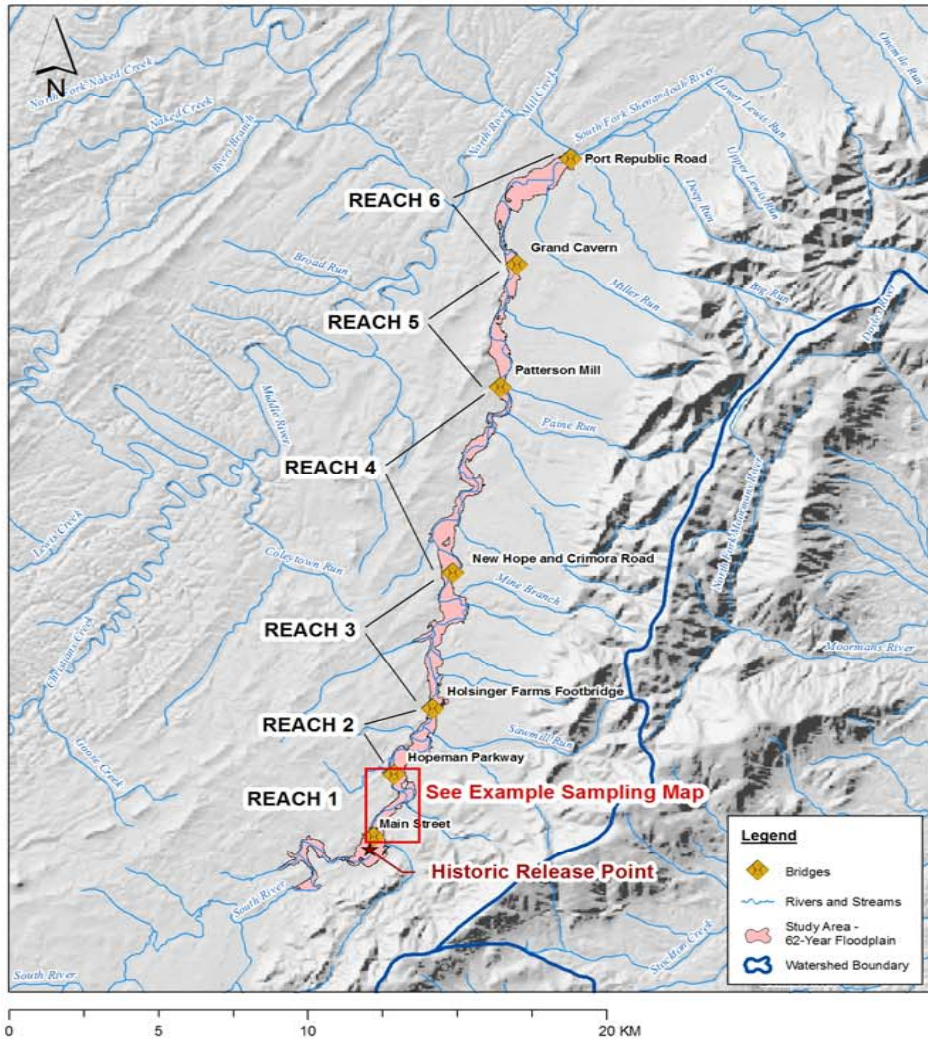 N
North Fork Naked Creek
Naked Creek
Byers Branch
North River
Mill Creek
South Fork Shenandoah River
Onemile Run
Lower Lewis Run
Upper Lewis Run
Deep Run
Port Republic Road
REACH 6
Grand Cavern
Broad Run
Miller Run
Big Run
Doyles River
REACH 5
Patterson Mill
Middle River
Paine Run
REACH 4
Lewis Creek
North Fork Moormans River
Coleytown Run
New Hope and Crimora Road
Mine Branch
REACH 3
Moormans River
Christians Creek
Holsinger Farms Footbridge
REACH 2
Sawmill Run
Goose Creek
Hopeman Parkway
REACH 1
See Example Sampling Map
Main Street
Historic Release Point
South River
South River
Stockton Creek
Legend
Bridges
Rivers and Streams
Study Area -
62-Year Floodplain
Watershed Boundary
0 5 10 20 KM